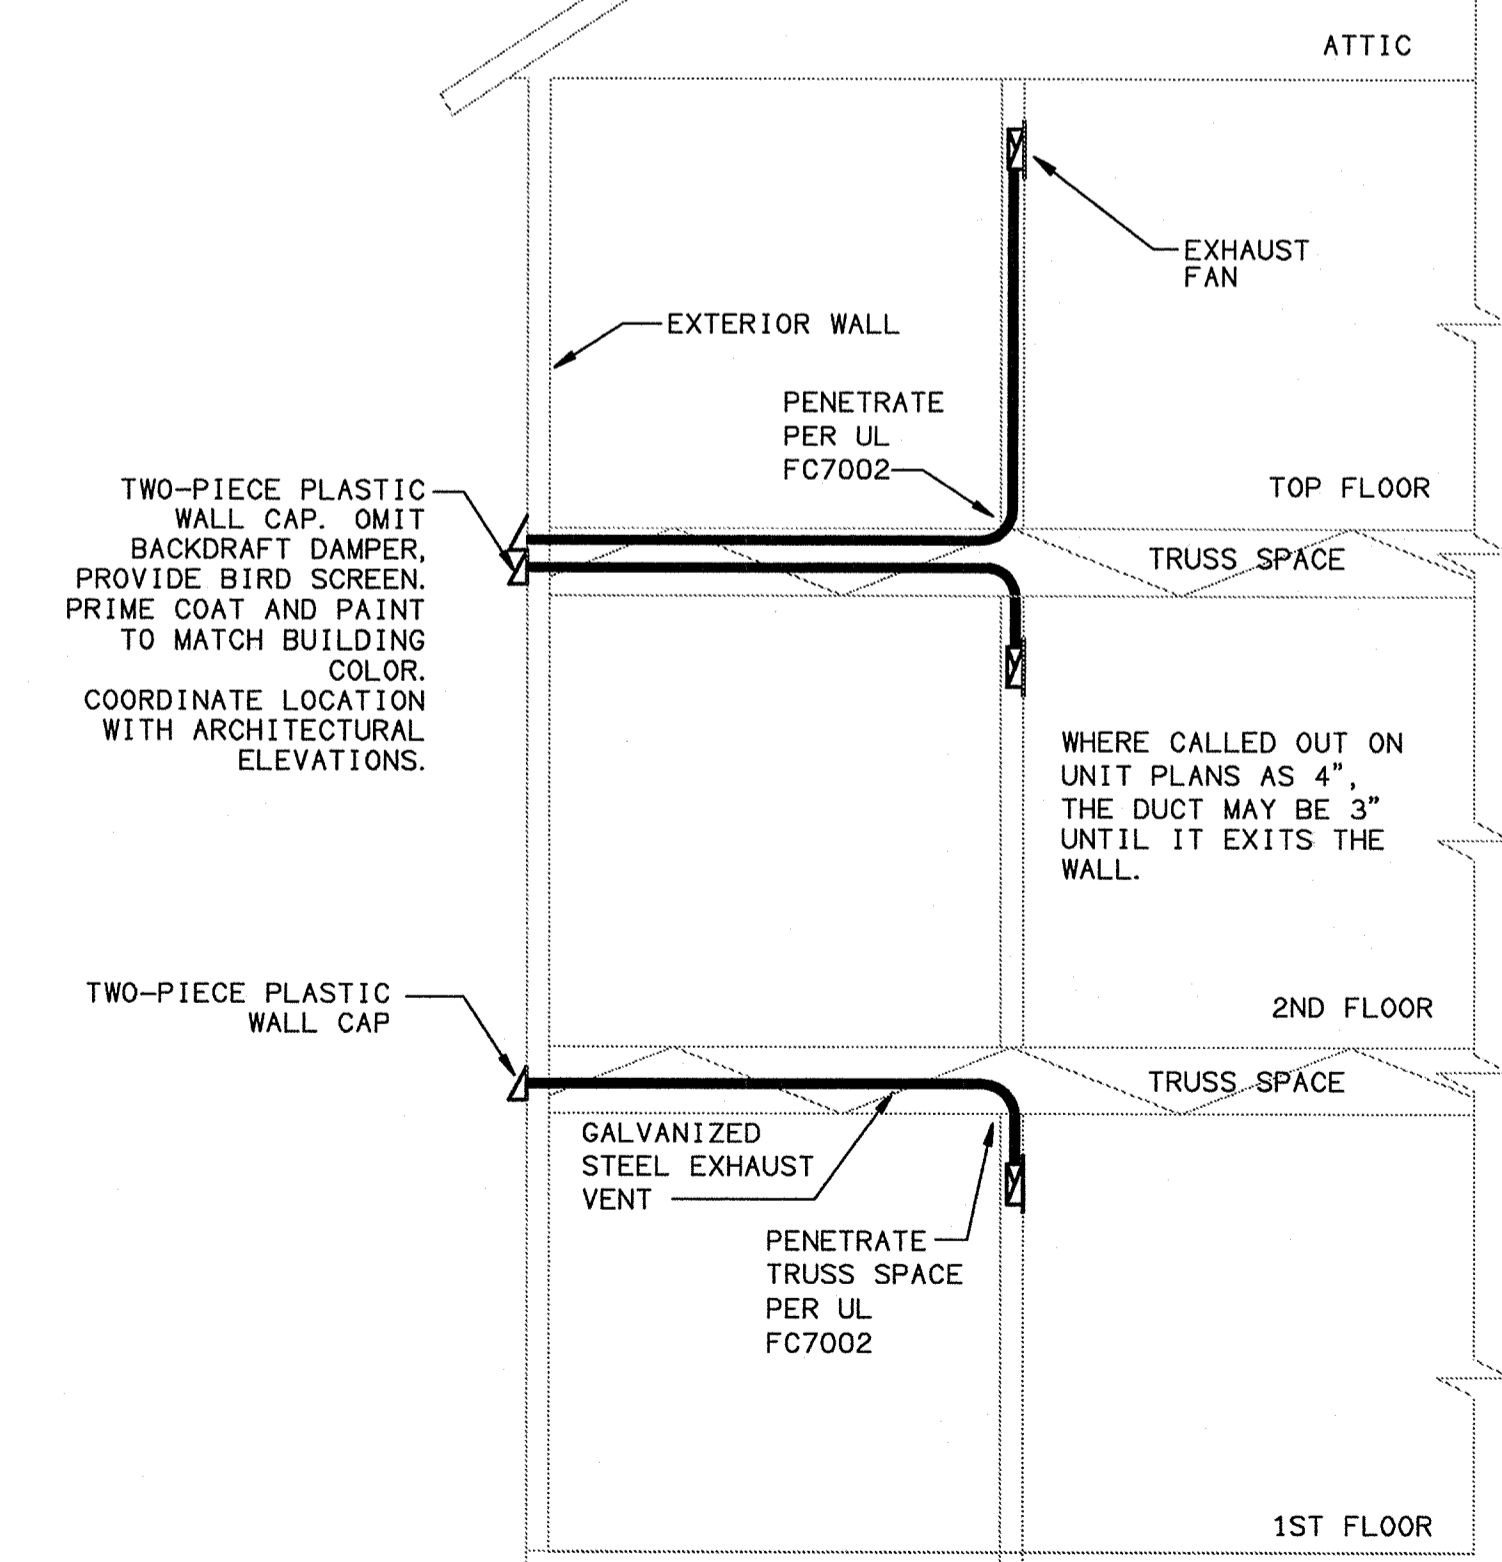 ATTIC
EXHAUST
FAN
EXTERIOR WALL
PENETRATE
PER UL
FC7002
TWO-PIECE PLASTIC
WALL CAP. OMIT
BACKDRAFT DAMPER,
PROVIDE BIRD SCREEN.
PRIME COAT AND PAINT
TO MATCH BUILDING
COLOR.
COORDINATE LOCATION
WITH ARCHITECTURAL
ELEVATIONS.
TOP FLOOR
TRUSS SPACE
WHERE CALLED OUT ON
UNIT PLANS AS 4",
THE DUCT MAY BE 3"
UNTIL IT EXITS THE
WALL.
TWO-PIECE PLASTIC
WALL CAP
2ND FLOOR
TRUSS SPACE
GALVANIZED
STEEL EXHAUST
VENT
PENETRATE
TRUSS SPACE
PER UL
FC7002
1ST FLOOR